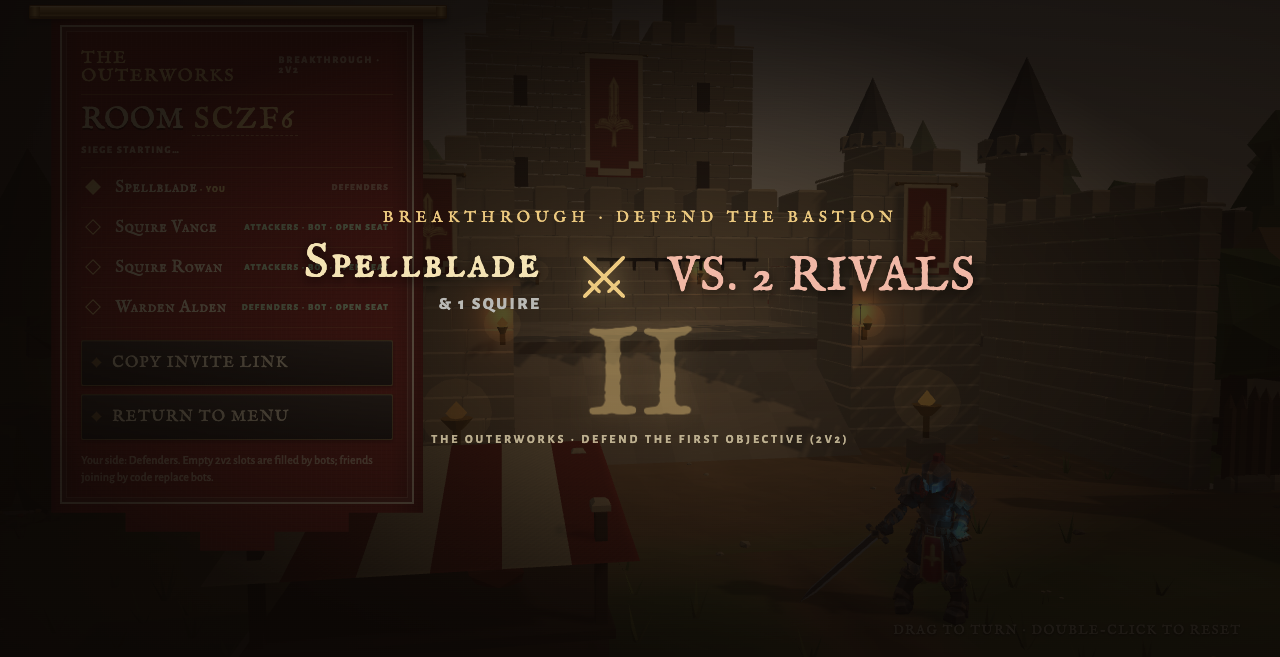 THE OUTERWORKS
BREAKTHROUGH · 2V2
ROOM SCZF6
SIEGE STARTING…
SPELLBLADE · YOU
DEFENDERS
SQUIRE VANCE
ATTACKERS · BOT · OPEN SEAT
SQUIRE ROWAN
ATTACKERS
WARDEN ALDEN
DEFENDERS · BOT · OPEN SEAT
COPY INVITE LINK
RETURN TO MENU
Your side: Defenders. Empty 2v2 slots are filled by bots; friends
joining by code replace bots.
BREAKTHROUGH · DEFEND THE BASTION
SPELLBLADE
& 1 SQUIRE
VS. 2 RIVALS
II
THE OUTERWORKS · DEFEND THE FIRST OBJECTIVE (2V2)
DRAG TO TURN · DOUBLE-CLICK TO RESET